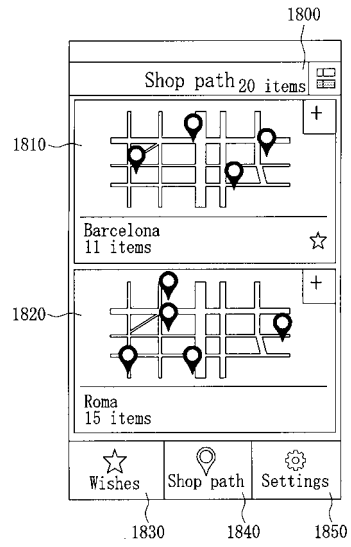 1800
Shop path 20 items
1810
+
Barcelona
11 items
1820
+
Roma
15 items
Wishes
Shop path
Settings
1830
1840
1850